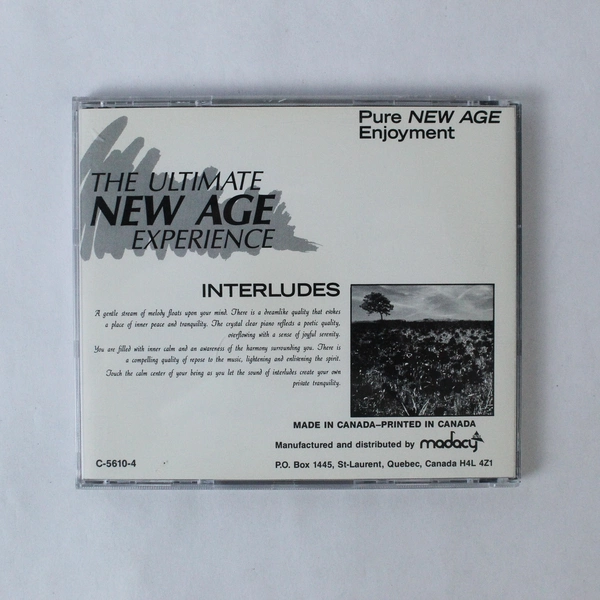 Pure NEW AGE
Enjoyment
THE ULTIMATE
NEW AGE
EXPERIENCE
INTERLUDES
A gentle stream of melody floats upon your mind. There is a dreamlike quality that evokes
a place of inner peace and tranquility. The crystal clear piano reflects a poetic quality,
overflowing with a sense of joyful serenity.
You are filled with inner calm and an awareness of the harmony surrounding you. There is
a compelling quality of repose to the music, lightening and enlivening the spirit.
Touch the calm center of your being as you let the sound of interludes create your own
private tranquility.
MADE IN CANADA–PRINTED IN CANADA
Manufactured and distributed by madacy
C-5610-4
P.O. Box 1445, St-Laurent, Quebec, Canada H4L 4Z1